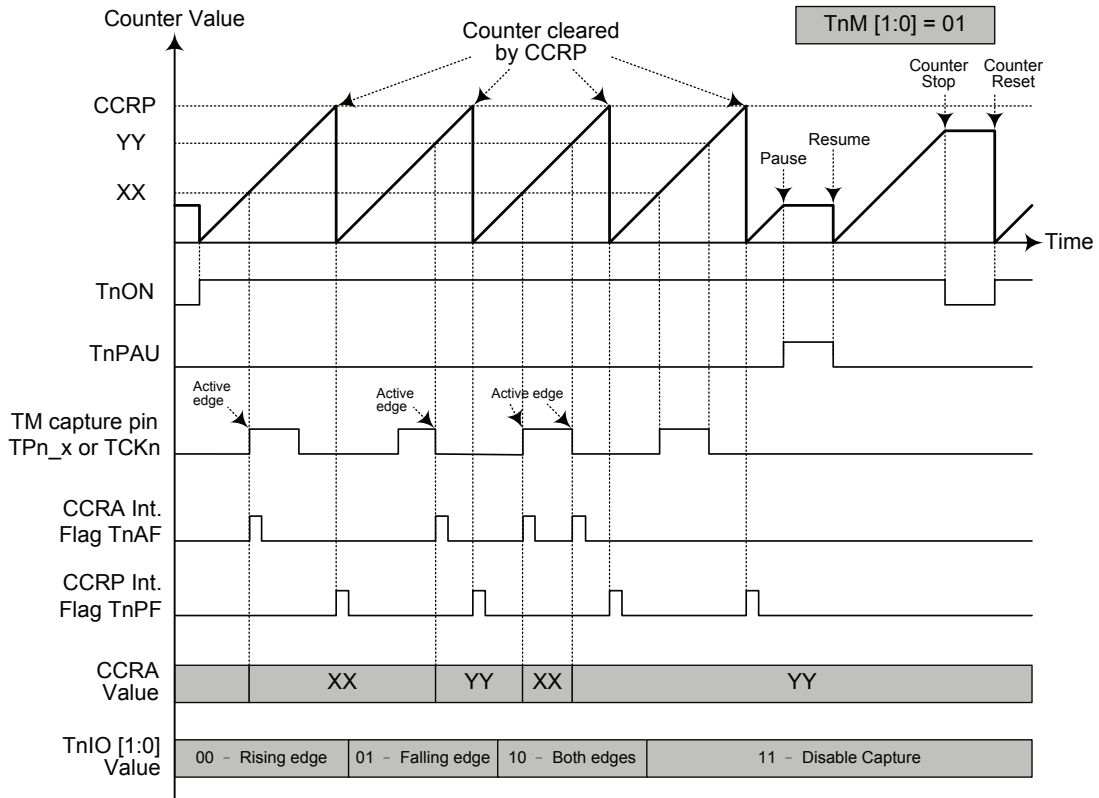 Counter Value
Counter cleared
by CCRP
TnM [1:0] = 01
Counter
Stop
Counter
Reset
CCRP
YY
XX
Pause
Resume
Time
TnON
TnPAU
Active
edge
Active
edge
Active edge
TM capture pin
TPn_x or TCKn
CCRA Int.
Flag TnAF
CCRP Int.
Flag TnPF
CCRA
Value
XX
YY
XX
YY
TnIO [1:0]
Value
00 – Rising edge
01 – Falling edge
10 – Both edges
11 – Disable Capture